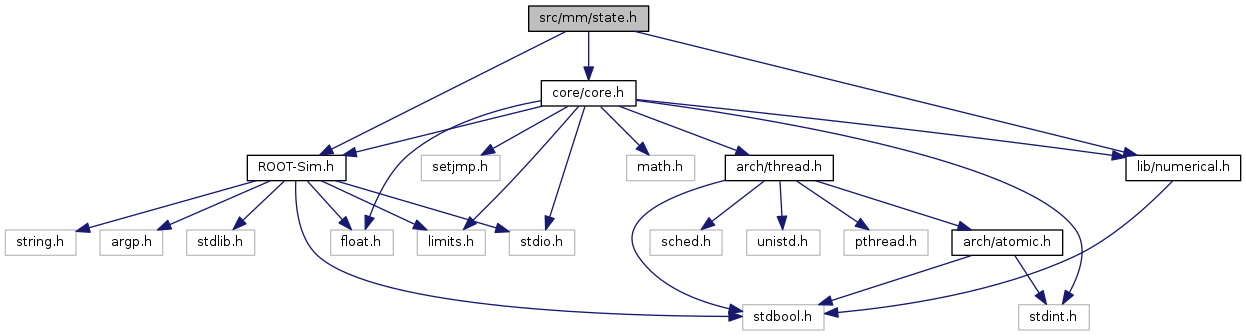 src/mm/state.h
core/core.h
ROOT-Sim.h
setjmp.h
math.h
arch/thread.h
lib/numerical.h
string.h
argp.h
stdlib.h
float.h
limits.h
stdio.h
sched.h
unistd.h
pthread.h
arch/atomic.h
stdbool.h
stdint.h